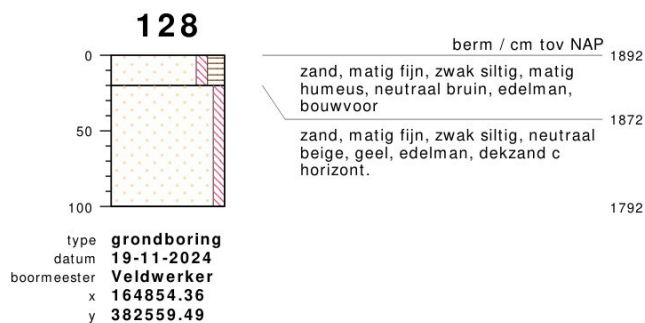 128
berm / cm tov NAP
0
1892
zand, matig fijn, zwak siltig, matig
humeus, neutraal bruin, edelman,
bouwvoor
1872
50
zand, matig fijn, zwak siltig, neutraal
beige, geel, edelman, dekzand c
horizont.
100
1792
type grondboring
datum 19-11-2024
boormeester Veldwerker
x 164854.36
y 382559.49